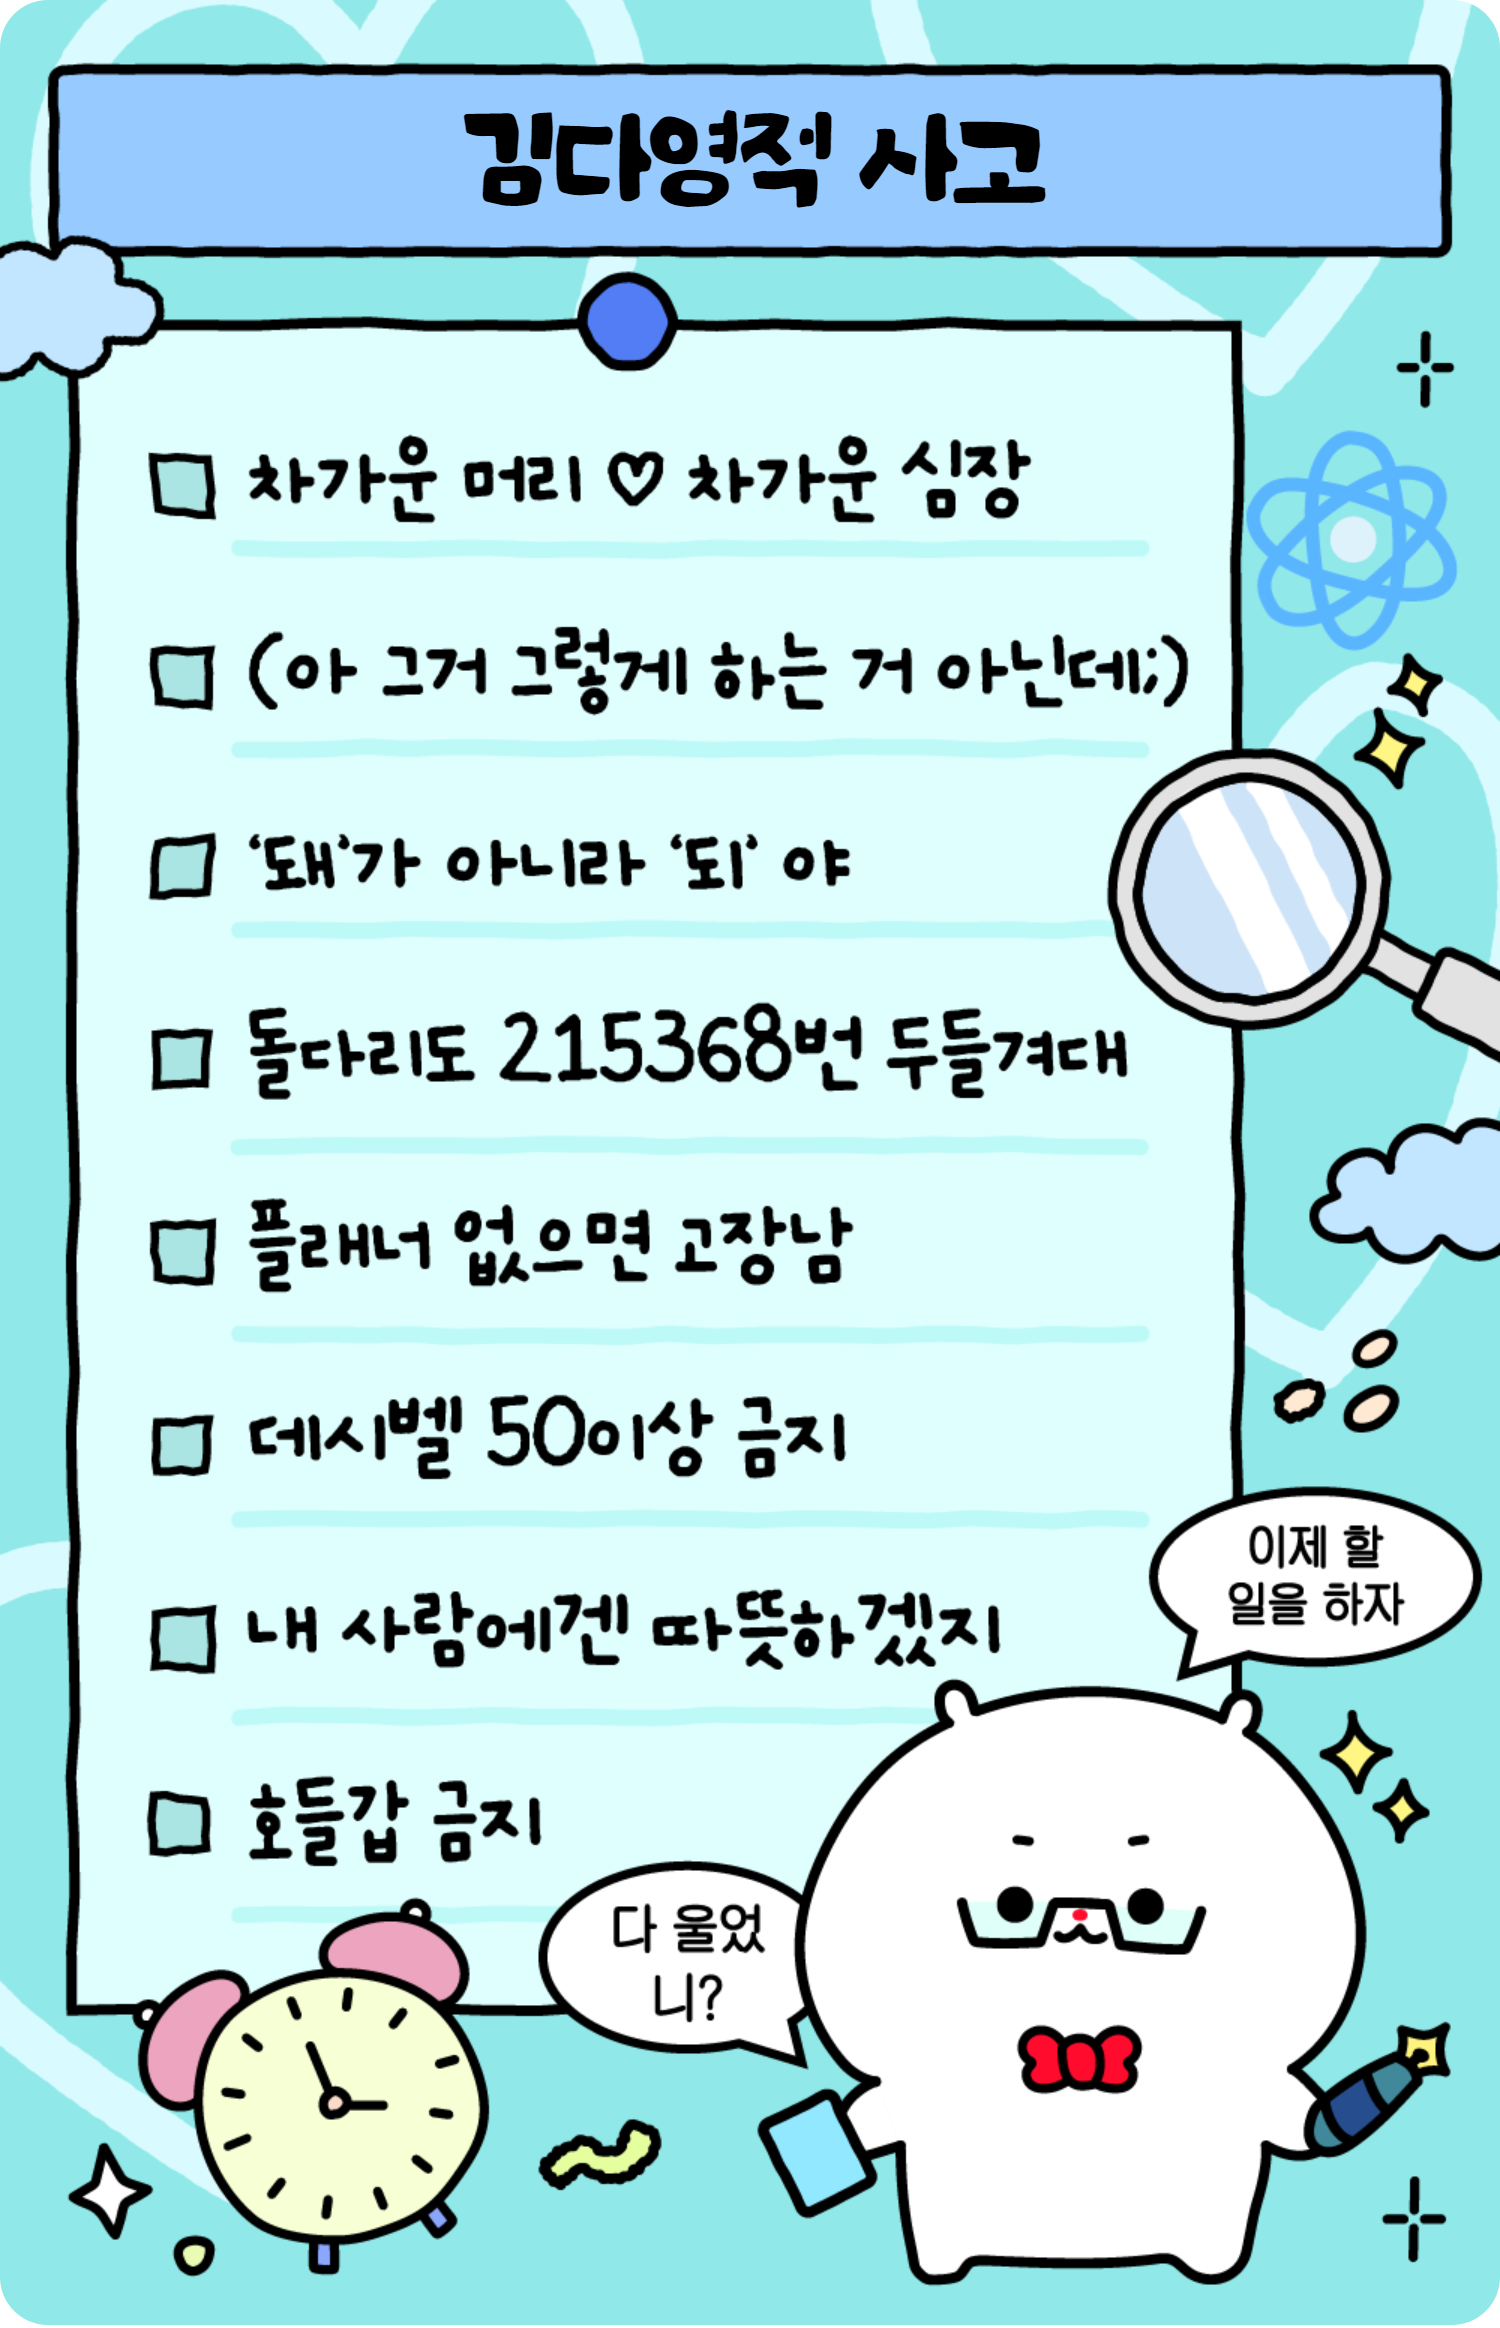 김다영적 사고
차가운 머리 ♡ 차가운 심장
(아 그거 그렇게 하는 거 아닌데;)
‘돼’가 아니라 ‘되’ 야
돌다리도 215368번 두들겨대
플래너 없으면 고장남
데시벨 50이상 금지
이제 할
일을 하자
내 사람에겐 따뜻하겠지
호들갑 금지
다 울었
니?